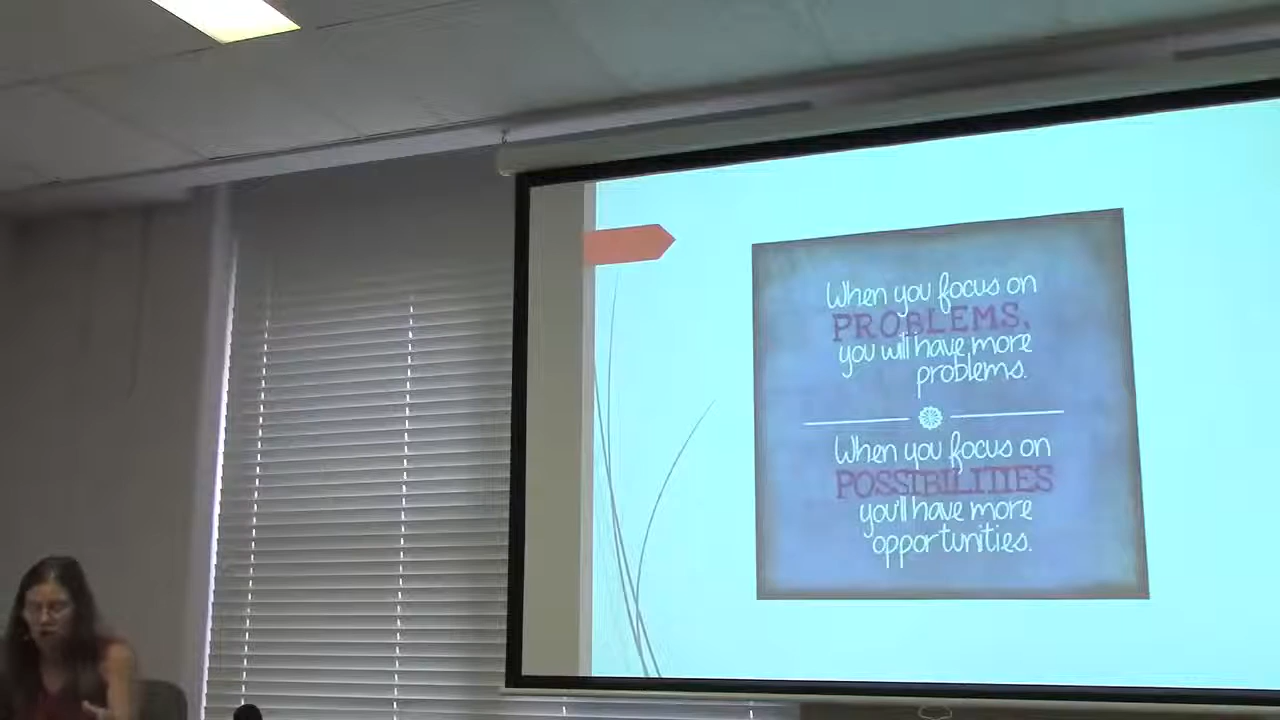 When you focus on
PROBLEMS,
you will have more
problems.
When you focus on
POSSIBILITIES
you'll have more
opportunities.